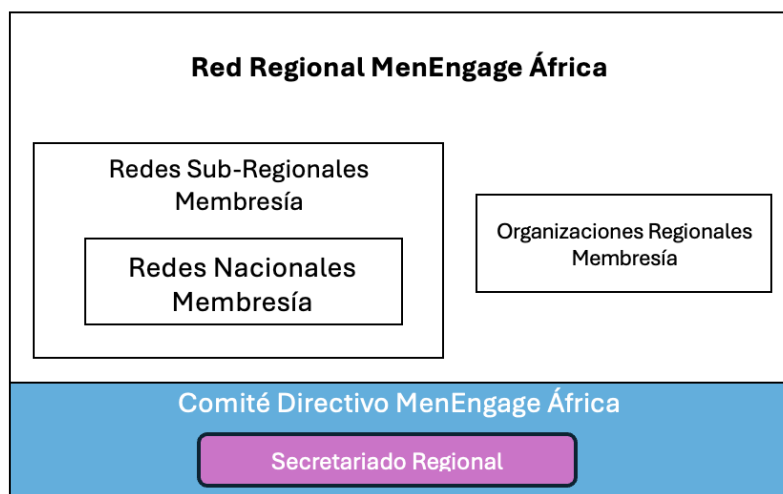 Red Regional MenEngage África
Redes Sub-Regionales
Membresía
Redes Nacionales
Membresía
Organizaciones Regionales
Membresía
Comité Directivo MenEngage África
Secretariado Regional